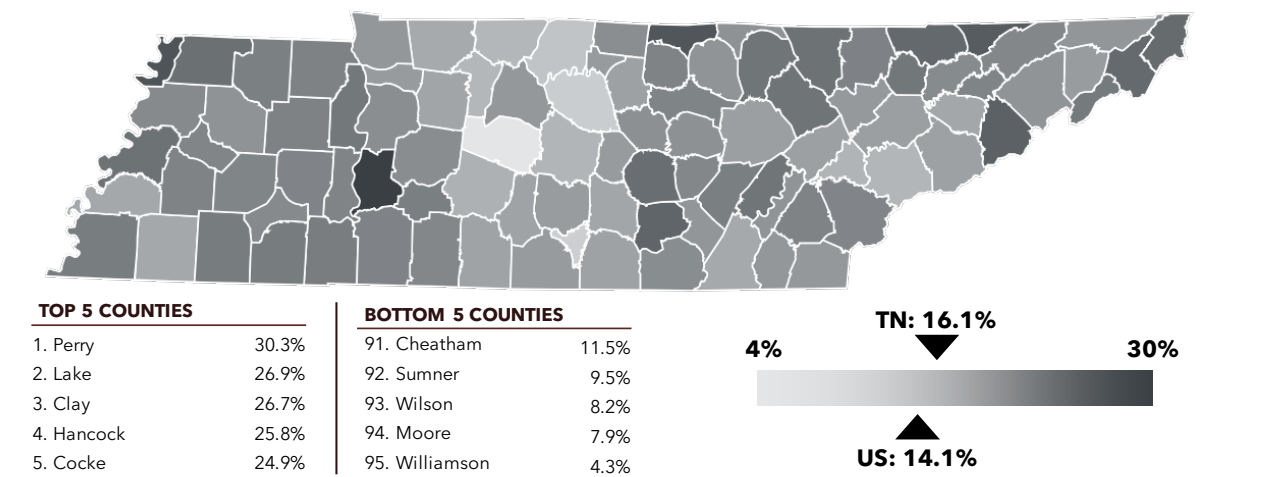 TOP 5 COUNTIES
1. Perry 30.3%
2. Lake 26.9%
3. Clay 26.7%
4. Hancock 25.8%
5. Cocke 24.9%
BOTTOM 5 COUNTIES
91. Cheatham 11.5%
92. Sumner 9.5%
93. Wilson 8.2%
94. Moore 7.9%
95. Williamson 4.3%
TN: 16.1%
4% 30%
US: 14.1%